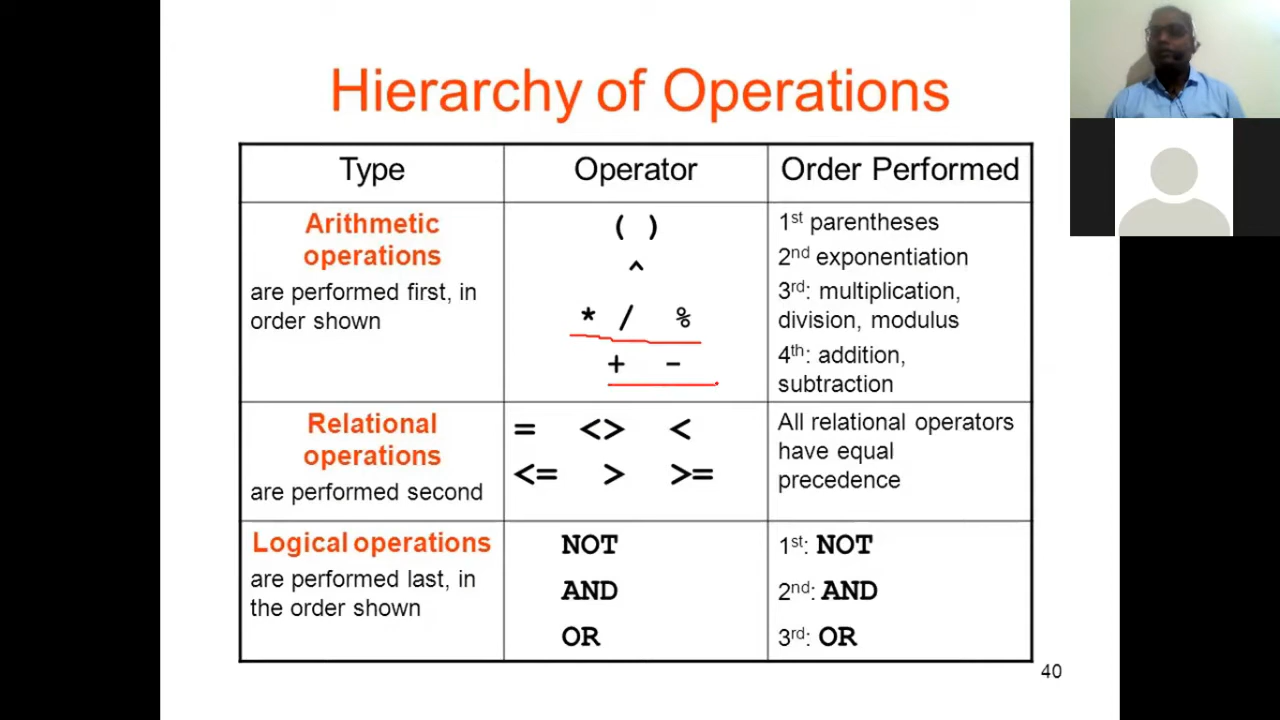 Hierarchy of Operations
Type
Operator
Order Performed
Arithmetic
operations
are performed first, in
order shown
( )
^
* / %
+ -
1st parentheses
2nd exponentiation
3rd: multiplication,
division, modulus
4th: addition,
subtraction
Relational
operations
are performed second
= <> <
<= > >=
All relational operators
have equal
precedence
Logical operations
are performed last, in
the order shown
NOT
AND
OR
1st: NOT
2nd: AND
3rd: OR
40